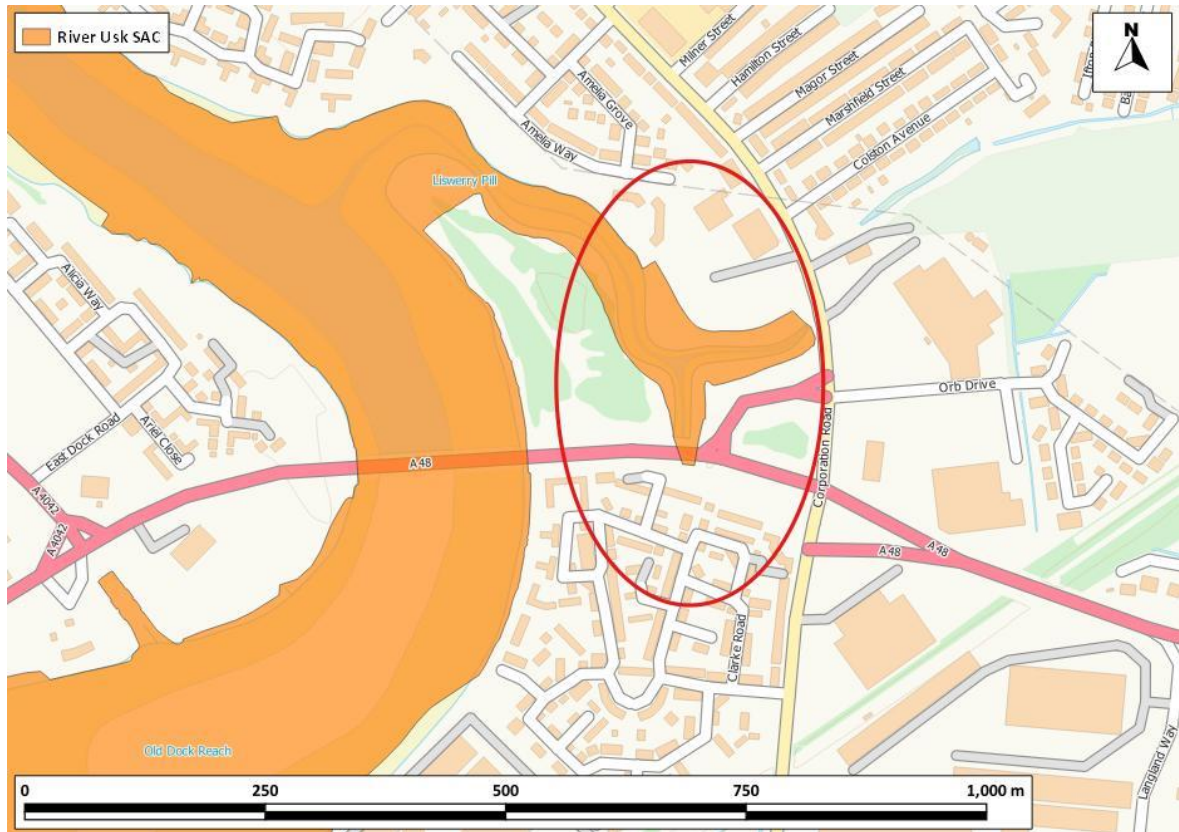 River Usk SAC
N
Milner Street
Hamilton Street
Magor Street
Marshfield Street
Colston Avenue
Amelia Grove
Amelia Way
Liswerry Pill
Alicia Way
Ariel Close
East Dock Road
A4042
A4042
A48
Orb Drive
Corporation Road
A48
A48
Clarke Road
Old Dock Reach
Langland Way
0 250 500 750 1,000 m